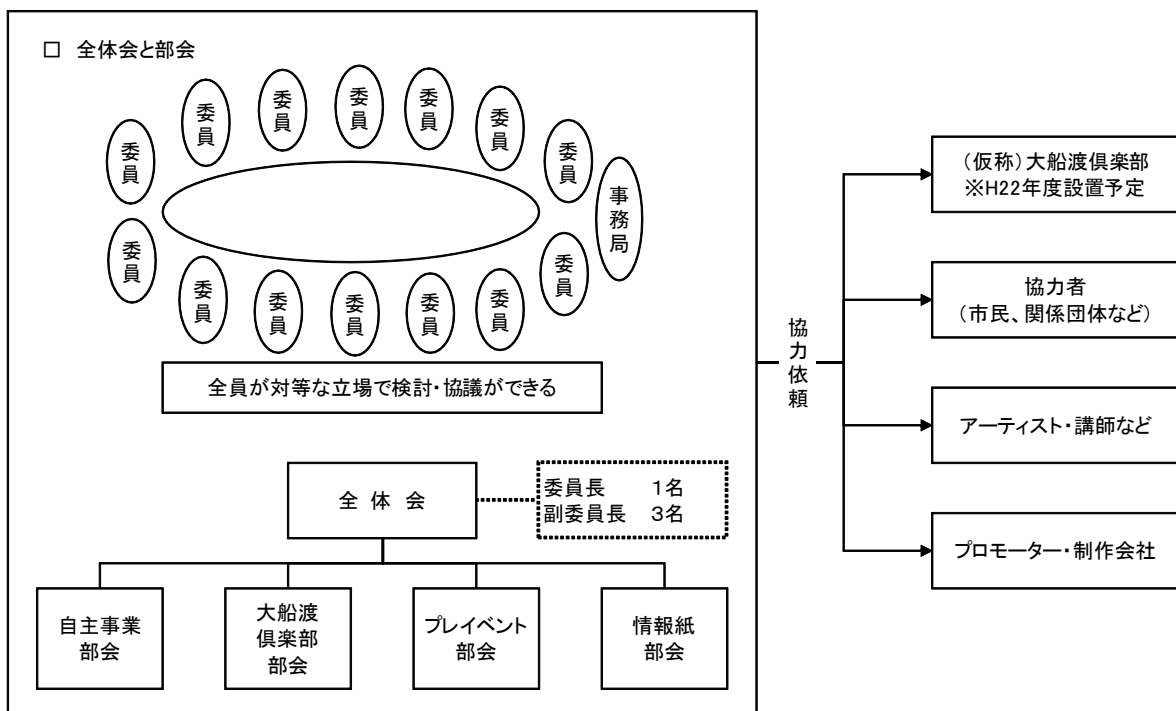 □ 全体会と部会
委員
委員
委員
委員
委員
委員
委員
事務局
委員
委員
委員
委員
委員
委員
委員
全員が対等な立場で検討・協議ができる
全 体 会
委員長 1名
副委員長 3名
自主事業
部会
大船渡
倶楽部
部会
プレイベント
部会
情報紙
部会
協力依頼
(仮称)大船渡倶楽部
※H22年度設置予定
協力者
(市民、関係団体など)
アーティスト・講師など
プロモーター・制作会社